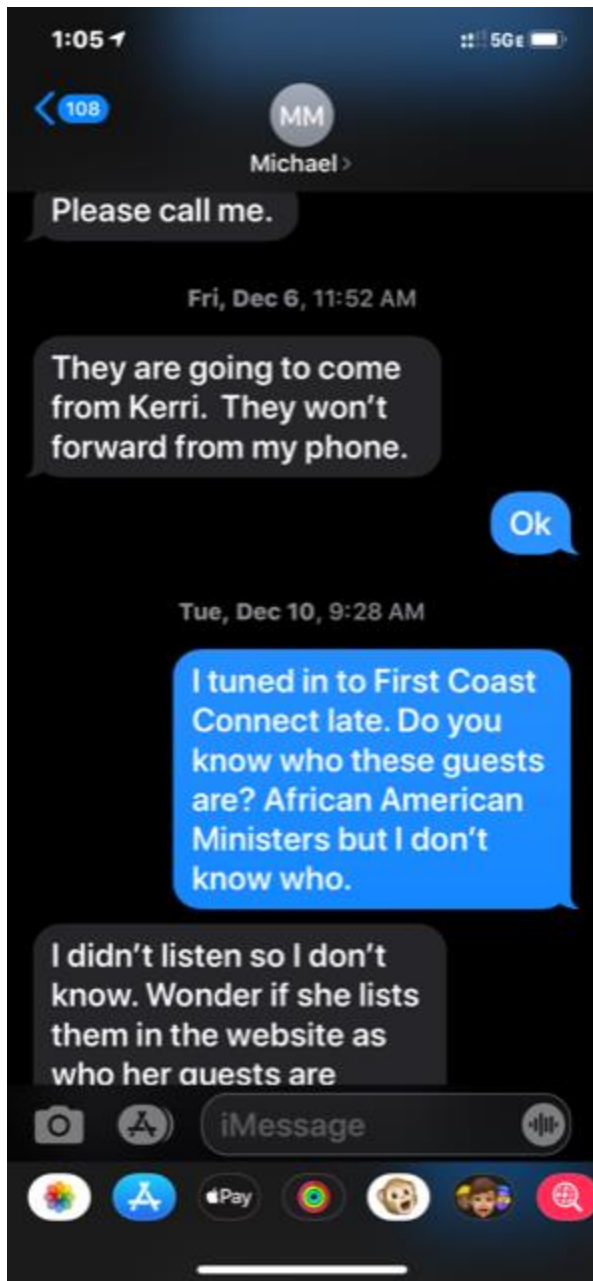 1:05
5GE
108
MM
Michael
Please call me.
Fri, Dec 6, 11:52 AM
They are going to come
from Kerri.  They won’t
forward from my phone.
Ok
Tue, Dec 10, 9:28 AM
I tuned in to First Coast
Connect late. Do you
know who these guests
are? African American
Ministers but I don’t
know who.
I didn’t listen so I don’t
know. Wonder if she lists
them in the website as
who her guests are
iMessage
Pay